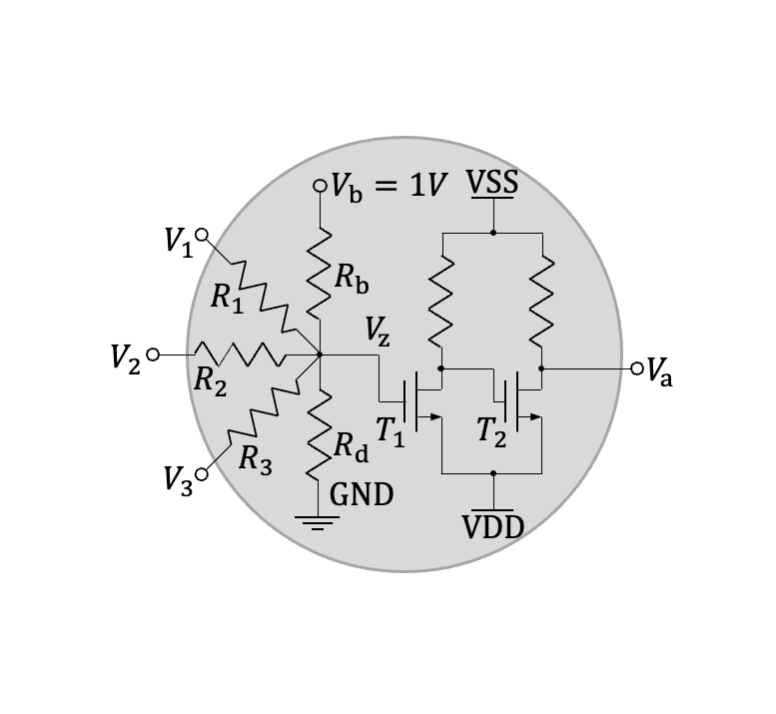 V_b = 1V VSS
V_1
R_b
R_1
V_z
V_2
V_a
R_2
T_1 T_2
R_3 R_d
V_3
GND
VDD